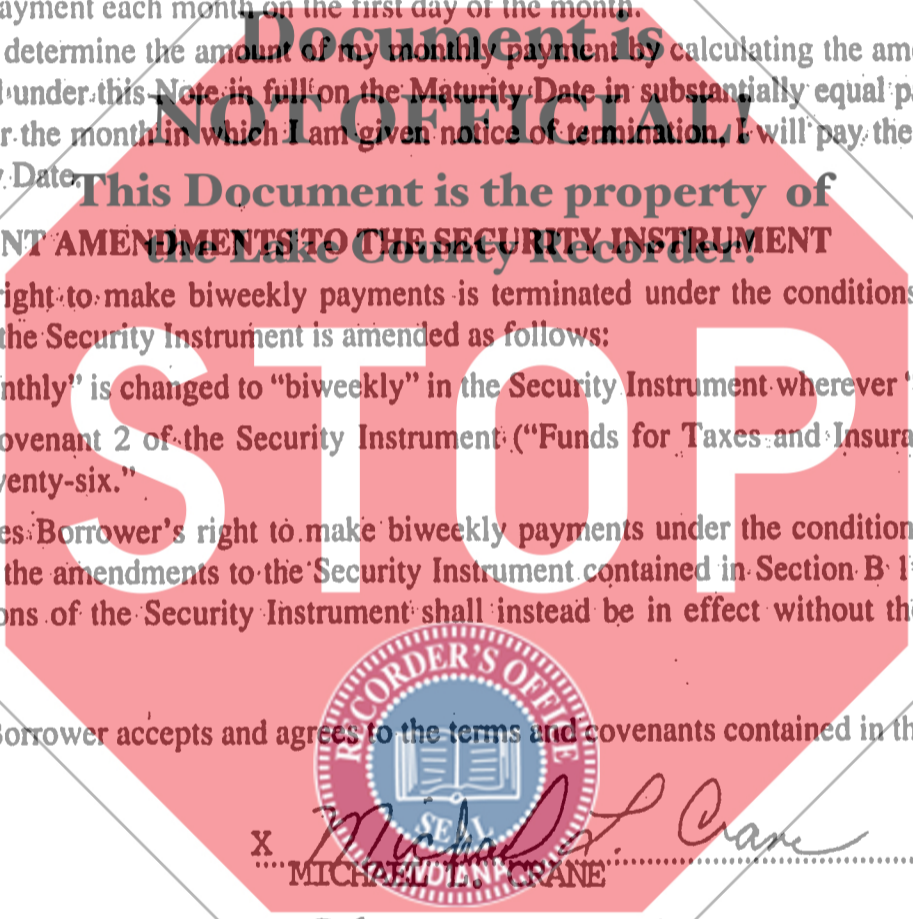 ayment each month on the first day of the month.
Document is
determine the amount of my monthly payment by calculating the am
under this Note in full on the Maturity Date in substantially equal p
NOT OFFICIAL!
r the month in which I am given notice of termination, I will pay the
Date.
This Document is the property of
NT AMENDMENTS TO THE SECURITY INSTRUMENT
the Lake County Recorder!
right to make biweekly payments is terminated under the conditions
the Security Instrument is amended as follows:
nthly” is changed to “biweekly” in the Security Instrument wherever “
ovenant 2 of the Security Instrument (“Funds for Taxes and Insura
venty-six.”
STOP
es Borrower’s right to make biweekly payments under the condition
the amendments to the Security Instrument contained in Section B 1
ons of the Security Instrument shall instead be in effect without th
RECORDER'S OFFICE
Borrower accepts and agrees to the terms and covenants contained in th
SEAL
INDIANA
X Michael L. Crane
MICHAEL L. CRANE